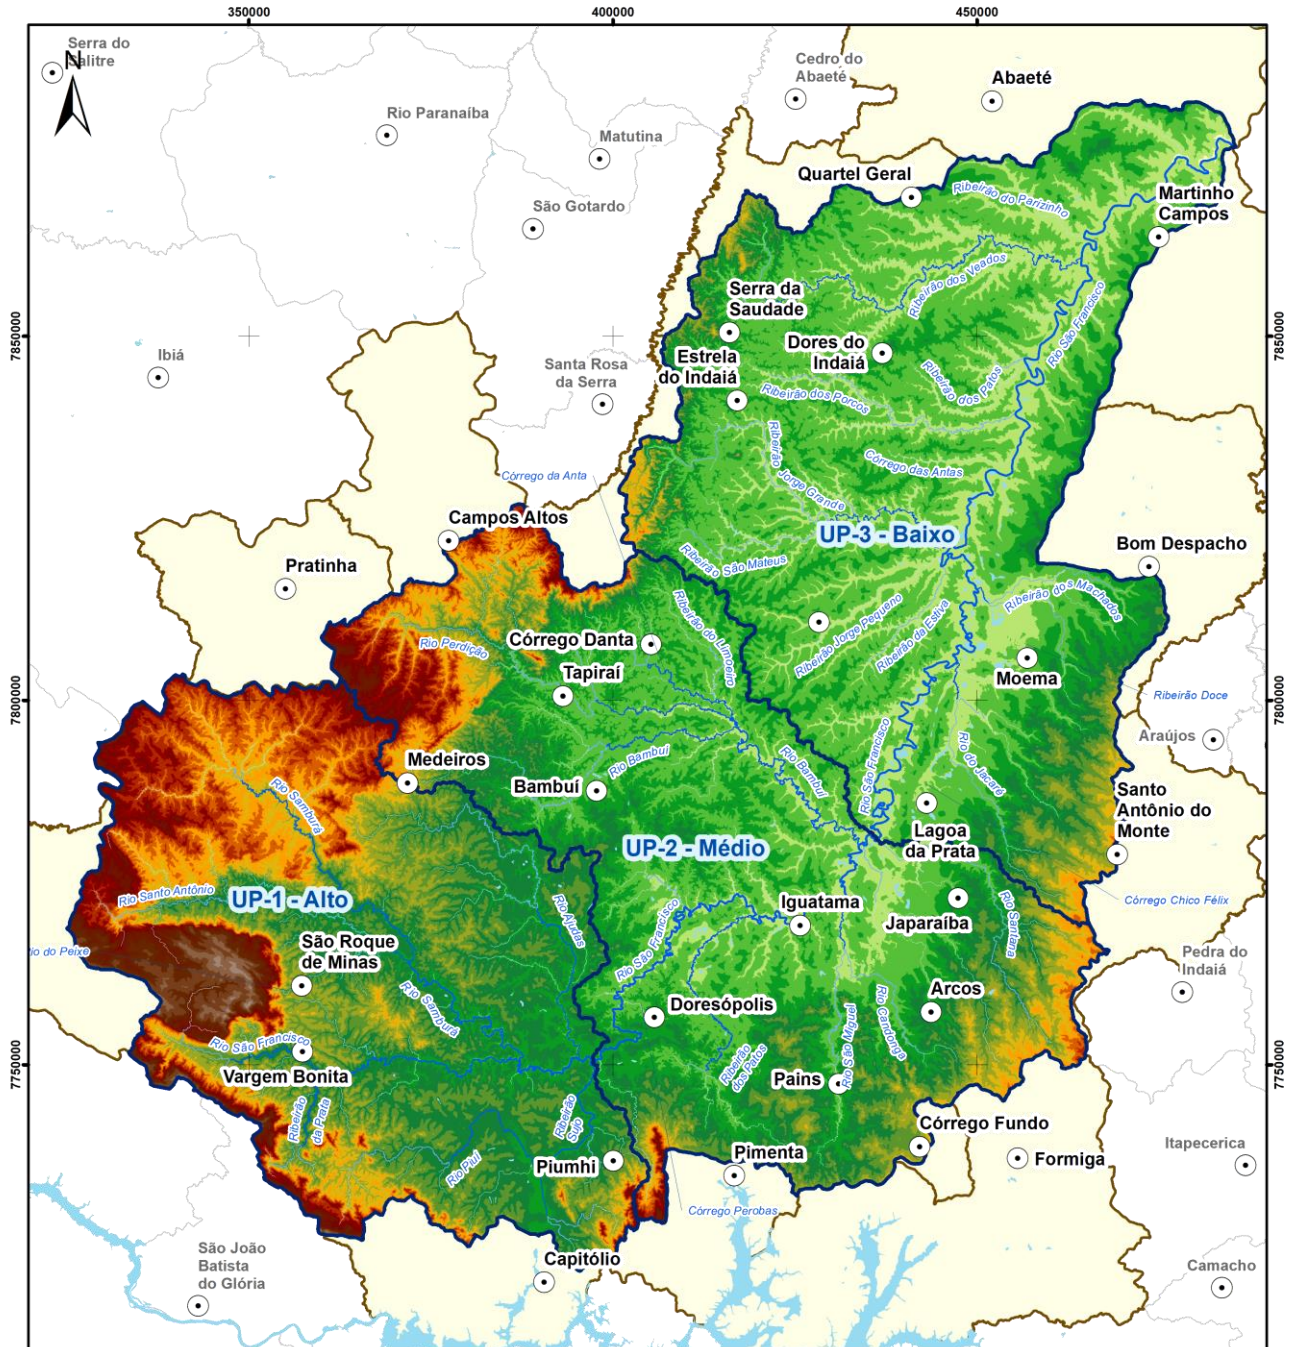 350000
400000
450000
Serra do
Salitre
N
Cedro do
Abaeté
Abaeté
Rio Paranaíba
Matutina
Quartel Geral
Ribeirão do Parizinho
Martinho
Campos
São Gotardo
Ribeirão dos Veados
Serra da
Saudade
Rio São Francisco
7850000
7850000
Ibiá
Santa Rosa
da Serra
Estrela
do Indaiá
Dores do
Indaiá
Ribeirão dos Patos
Ribeirão dos Porcos
Ribeirão Jorge Grande
Córrego das Antas
Córrego da Anta
Campos Altos
UP-3 - Baixo
Bom Despacho
Pratinha
Ribeirão São Mateus
Ribeirão dos Machados
Ribeirão do Limoeiro
Ribeirão Jorge Pequeno
Ribeirão da Estiva
Rio Perdição
Córrego Danta
Tapiraí
Moema
Ribeirão Doce
7800000
7800000
Araújos
Medeiros
Rio Bambuí
Rio Bambuí
Rio São Francisco
Rio do Jacaré
Bambuí
Rio Samburá
Santo
Antônio do
Monte
Lagoa
da Prata
UP-2 - Médio
Rio Santo Antônio
UP-1 - Alto
Rio Ajudas
Iguatama
Japaraíba
Rio Santana
Córrego Chico Félix
São Roque
de Minas
io do Peixe
Rio São Francisco
Pedra do
Indaiá
Rio Samburá
Doresópolis
Arcos
Rio Candonga
Rio São Miguel
Rio São Francisco
Vargem Bonita
Ribeirão
dos Patos
Pains
7750000
7750000
Ribeirão
da Prata
Ribeirão
Sujo
Rio Piuí
Piumhi
Pimenta
Córrego Fundo
Formiga
Itapecerica
Córrego Perobas
São João
Batista
do Glória
Capitólio
Camacho